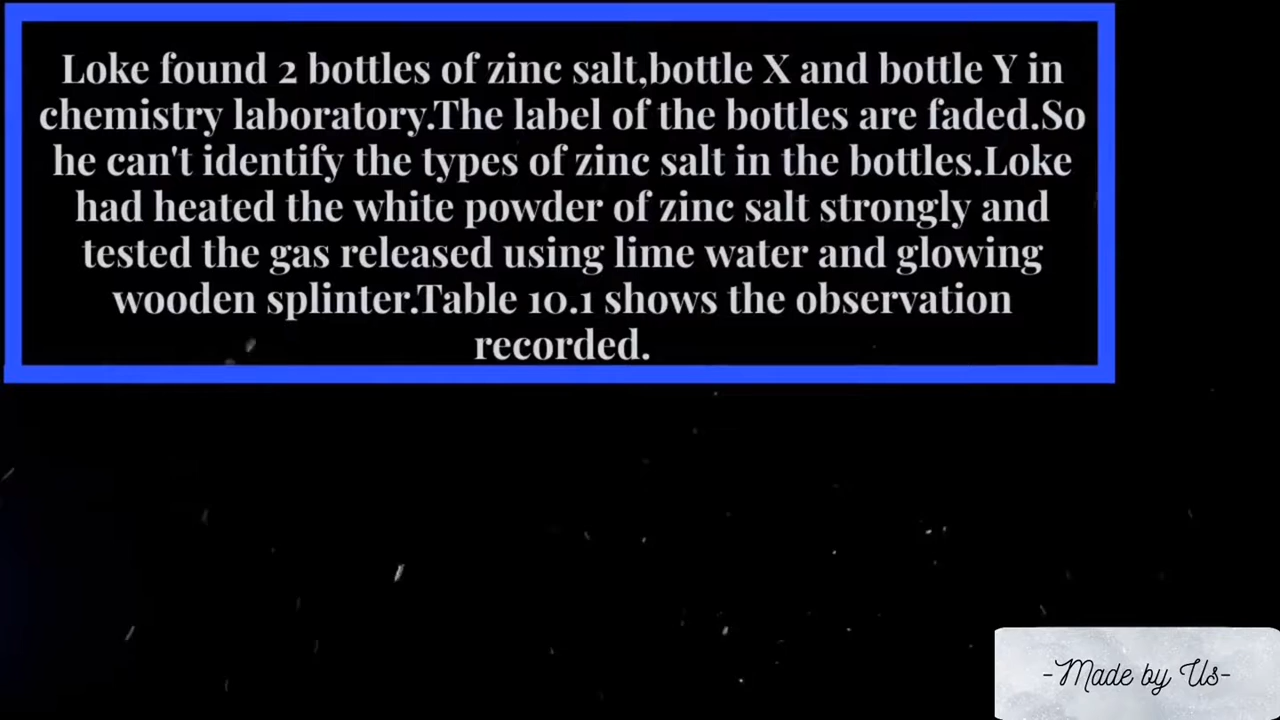 Loke found 2 bottles of zinc salt,bottle X and bottle Y in
chemistry laboratory.The label of the bottles are faded.So
he can't identify the types of zinc salt in the bottles.Loke
had heated the white powder of zinc salt strongly and
tested the gas released using lime water and glowing
wooden splinter.Table 10.1 shows the observation
recorded.
-Made by Us-